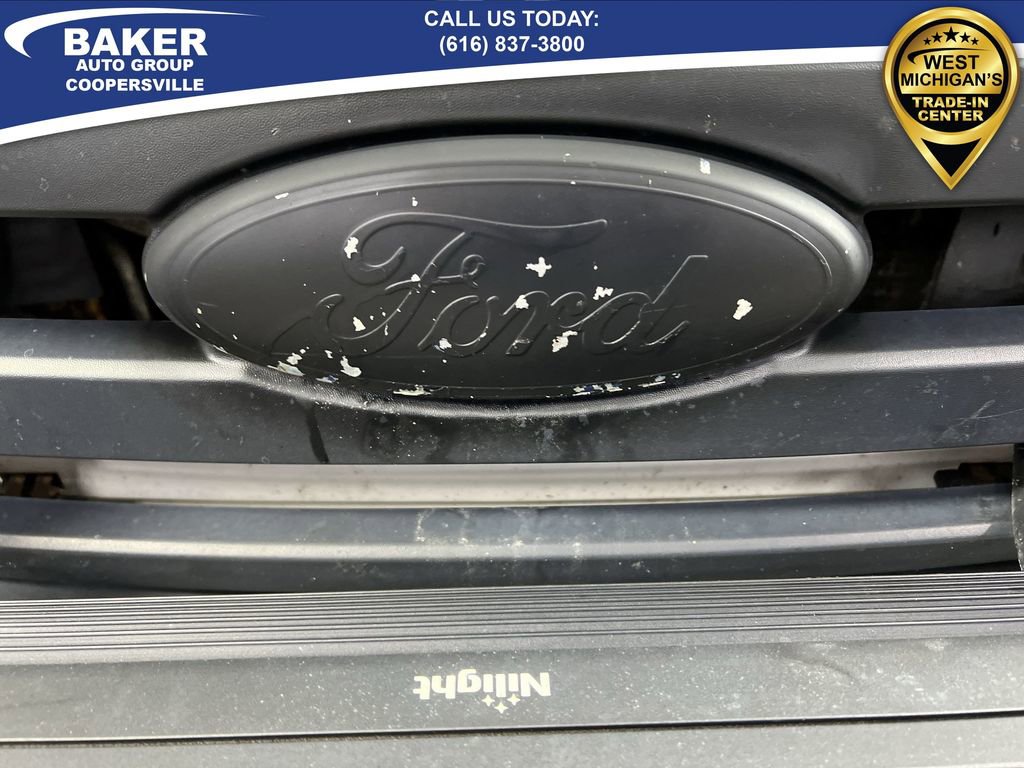 BAKER
AUTO GROUP
COOPERSVILLE
CALL US TODAY:
(616) 837-3800
WEST
MICHIGAN'S
TRADE-IN
CENTER
Ford
Nilight